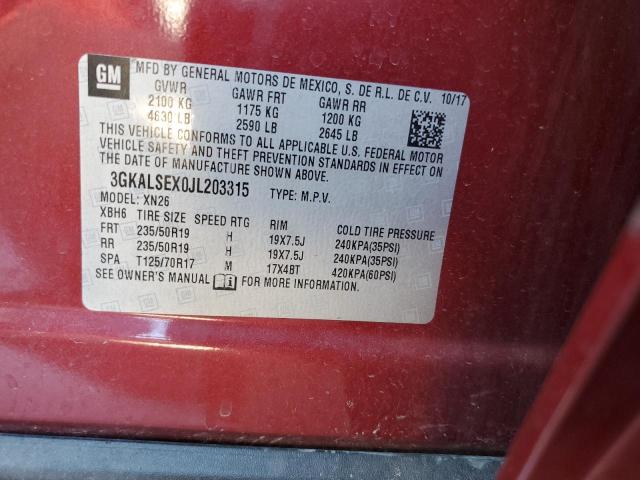 GM MFD BY GENERAL MOTORS DE MEXICO, S. DE R.L. DE C.V. 10/17
GVWR GAWR FRT GAWR RR
2100 KG 1175 KG 1200 KG
4630 LB 2590 LB 2645 LB
THIS VEHICLE CONFORMS TO ALL APPLICABLE U.S. FEDERAL MOTOR
VEHICLE SAFETY AND THEFT PREVENTION STANDARDS IN EFFECT ON
THE DATE OF MANUFACTURE SHOWN ABOVE.
3GKALSEX0JL203315 TYPE: M.P.V.
MODEL: XN26
XBH6 TIRE SIZE SPEED RTG RIM COLD TIRE PRESSURE
FRT 235/50R19 H 19X7.5J 240KPA(35PSI)
RR 235/50R19 H 19X7.5J 240KPA(35PSI)
SPA T125/70R17 M 17X4BT 420KPA(60PSI)
SEE OWNER'S MANUAL FOR MORE INFORMATION.